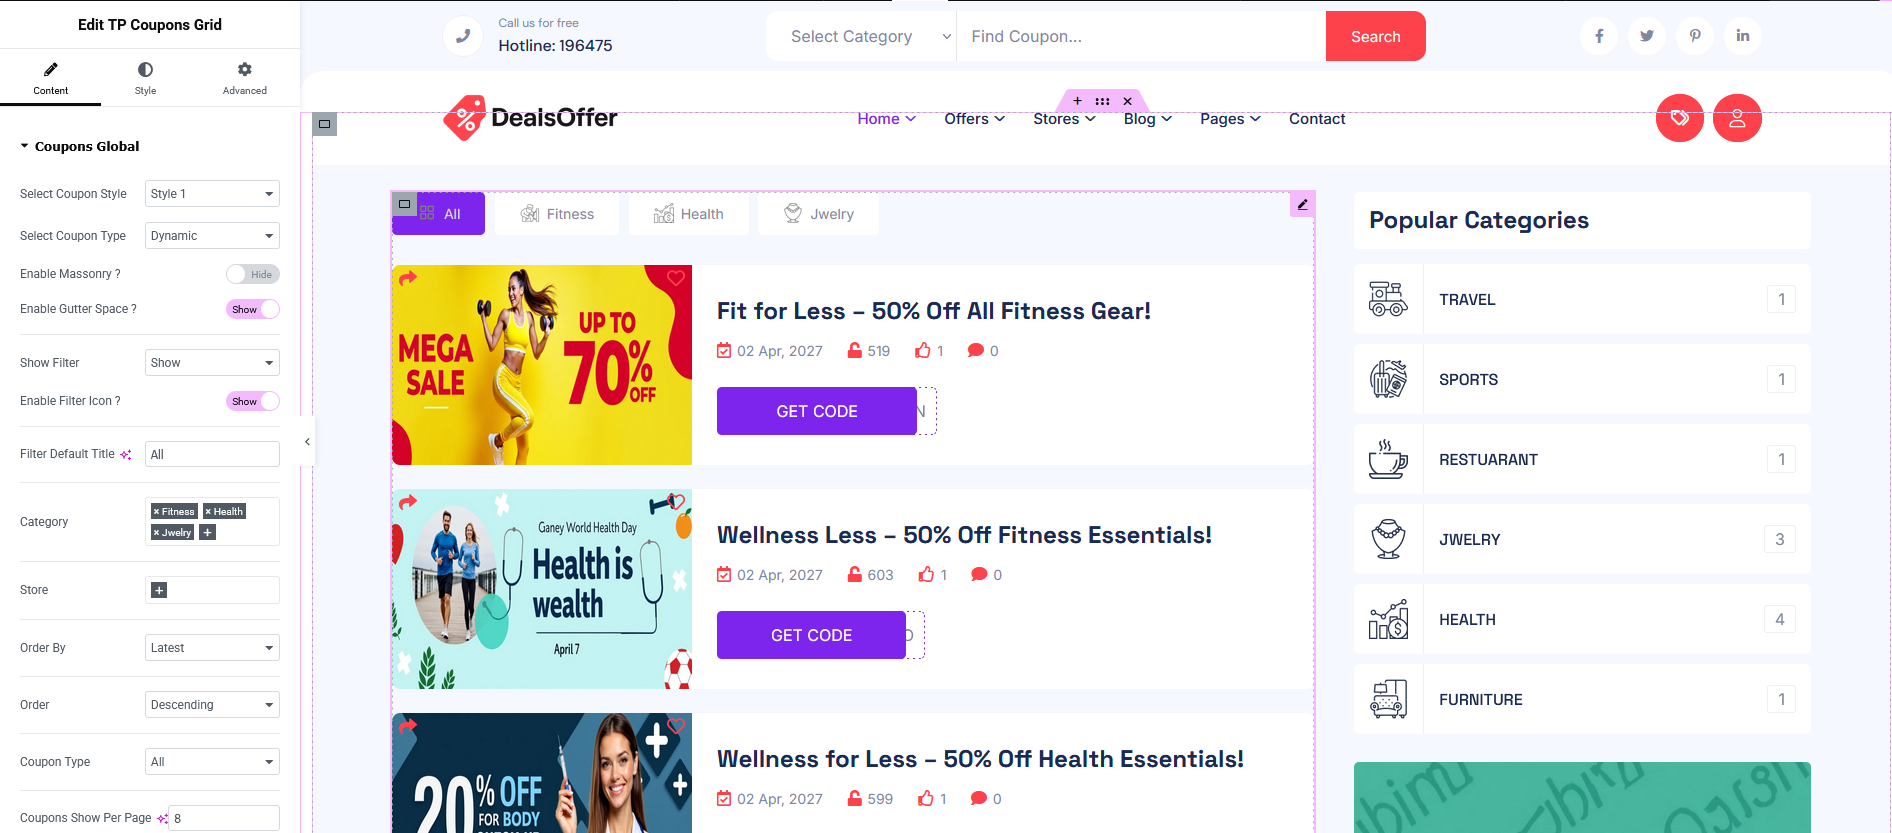 Edit TP Coupons Grid
Content
Style
Advanced
Coupons Global
Select Coupon Style
Style 1
Select Coupon Type
Dynamic
Enable Massonry ?
Hide
Enable Gutter Space ?
Show
Show Filter
Show
Enable Filter Icon ?
Show
Filter Default Title
All
Category
× Fitness × Health
× Jwelry +
Store
+
Order By
Latest
Order
Descending
Coupon Type
All
Coupons Show Per Page
8
Call us for free
Hotline: 196475
Select Category
Find Coupon...
Search
DealsOffer
Home
Offers
Stores
Blog
Pages
Contact
All
Fitness
Health
Jwelry
MEGA
SALE
UP TO
70%
OFF
Fit for Less – 50% Off All Fitness Gear!
02 Apr, 2027
519
1
0
GET CODE
N
Ganey World Health Day
Health is
wealth
April 7
Wellness Less – 50% Off Fitness Essentials!
02 Apr, 2027
603
1
0
GET CODE
20% OFF
FOR BODY
Wellness for Less – 50% Off Health Essentials!
02 Apr, 2027
599
1
0
Popular Categories
TRAVEL
1
SPORTS
1
RESTUARANT
1
JWELRY
3
HEALTH
4
FURNITURE
1